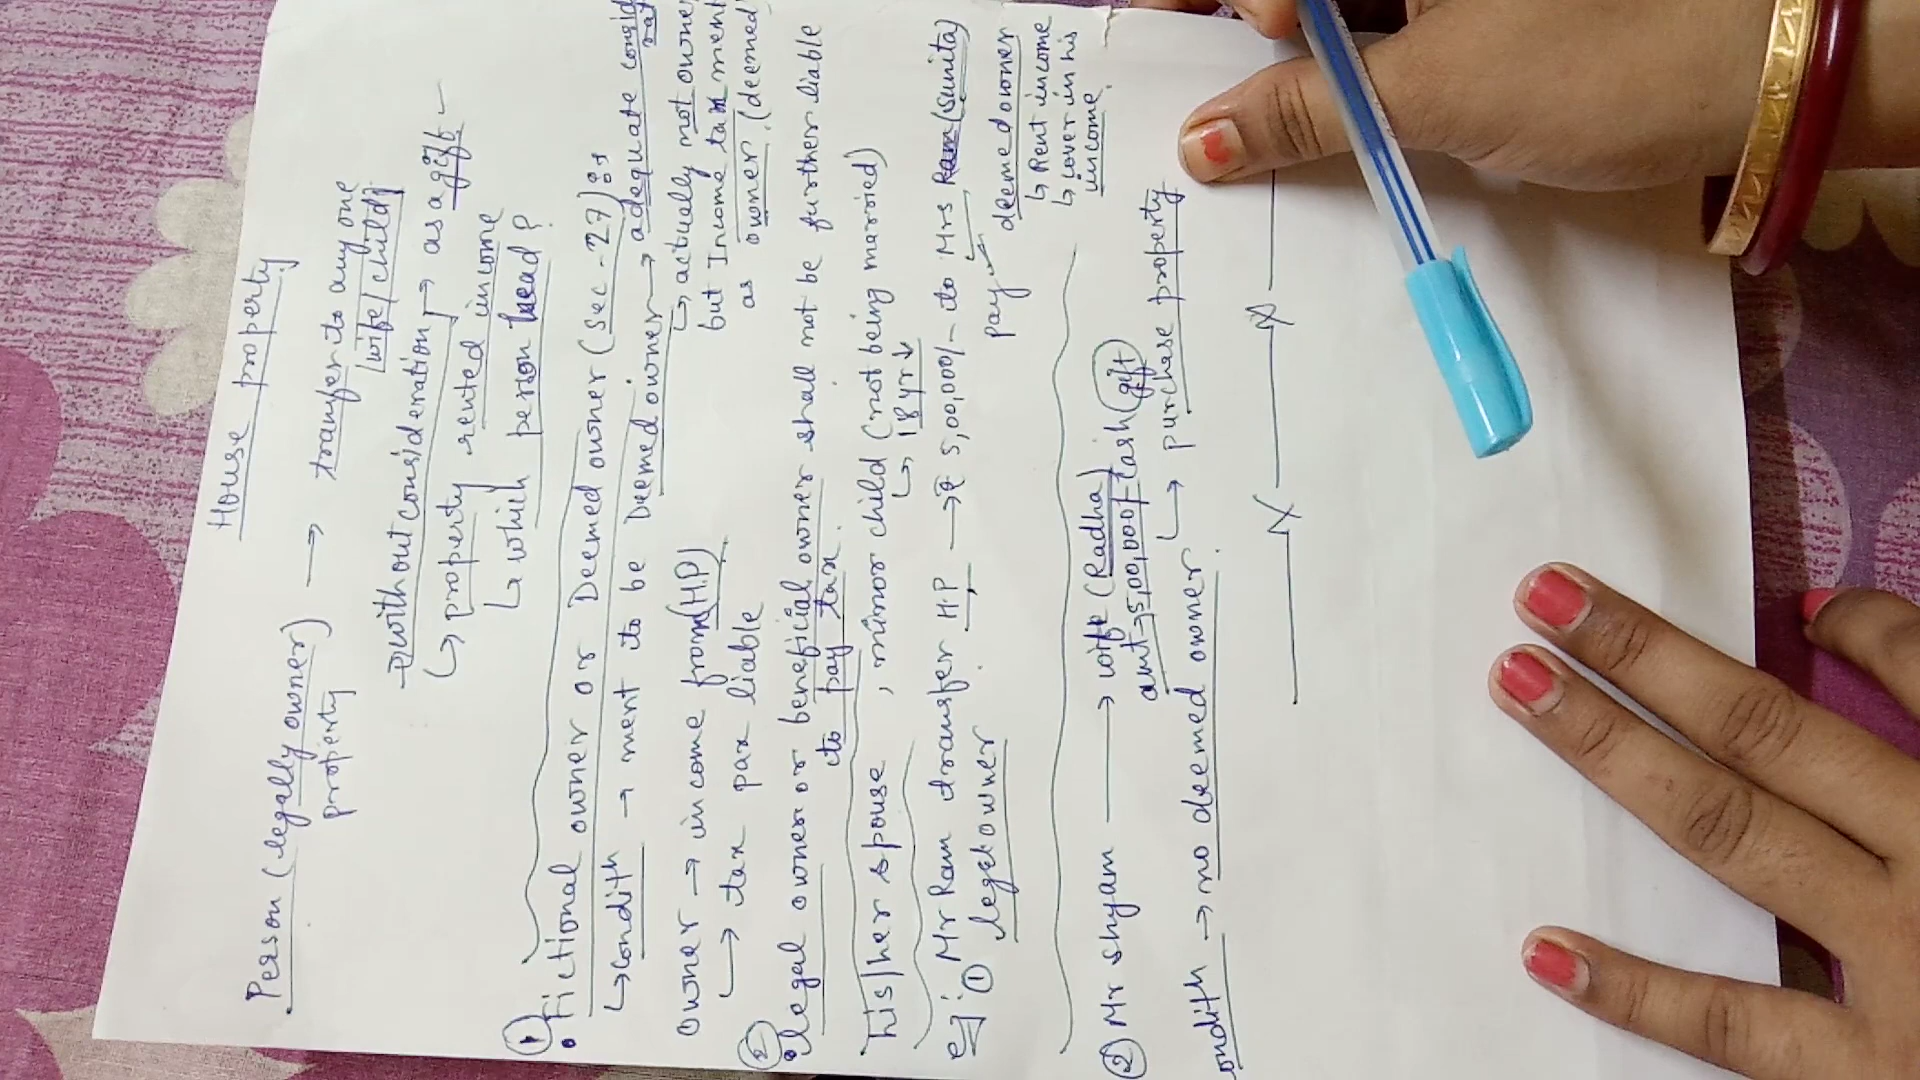 House property
Person (legally owner) → transfer to any one
property (wife/child)
→ without consideration → as a gift -
↳ property rented income
↳ which person head?
① • Fictional owner or Deemed owner (Sec-27) :-
↳ condith → ment to be Deemed owner → adequate consid
owner → income from (H.P) ↳ actually not owner
↳ tax pax liable but Income tax ment
as owner. (deemed
② • legal owner or beneficial owner shall not be further liable
to pay tax.
his/her spouse , minor child (not being married)
↳ 18 yr ↓
eg: ① Mr Ram transfer H.P → ₹ 5,00,000/- to Mrs (Sunita)
legal owner pay deemed owner
↳ Rent income
↳ cover in his
income.
② Mr shyam → wife (Radha)
amt 35,00,000/- Cash (gift)
↳ purchase property
ondith → no deemed owner.